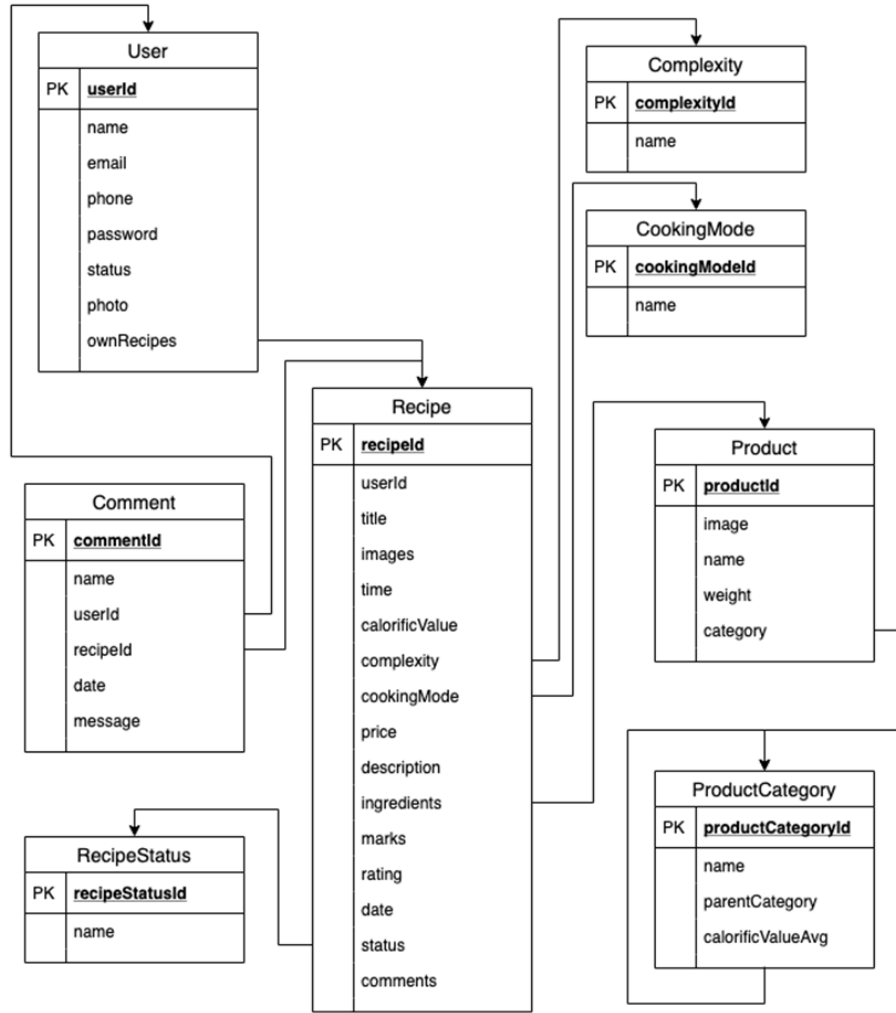 User
PK userId
name
email
phone
password
status
photo
ownRecipes
Complexity
PK complexityId
name
CookingMode
PK cookingModeId
name
Recipe
PK recipeId
userId
title
images
time
calorificValue
complexity
cookingMode
price
description
ingredients
marks
rating
date
status
comments
Product
PK productId
image
name
weight
category
Comment
PK commentId
name
userId
recipeId
date
message
ProductCategory
PK productCategoryId
name
parentCategory
calorificValueAvg
RecipeStatus
PK recipeStatusId
name